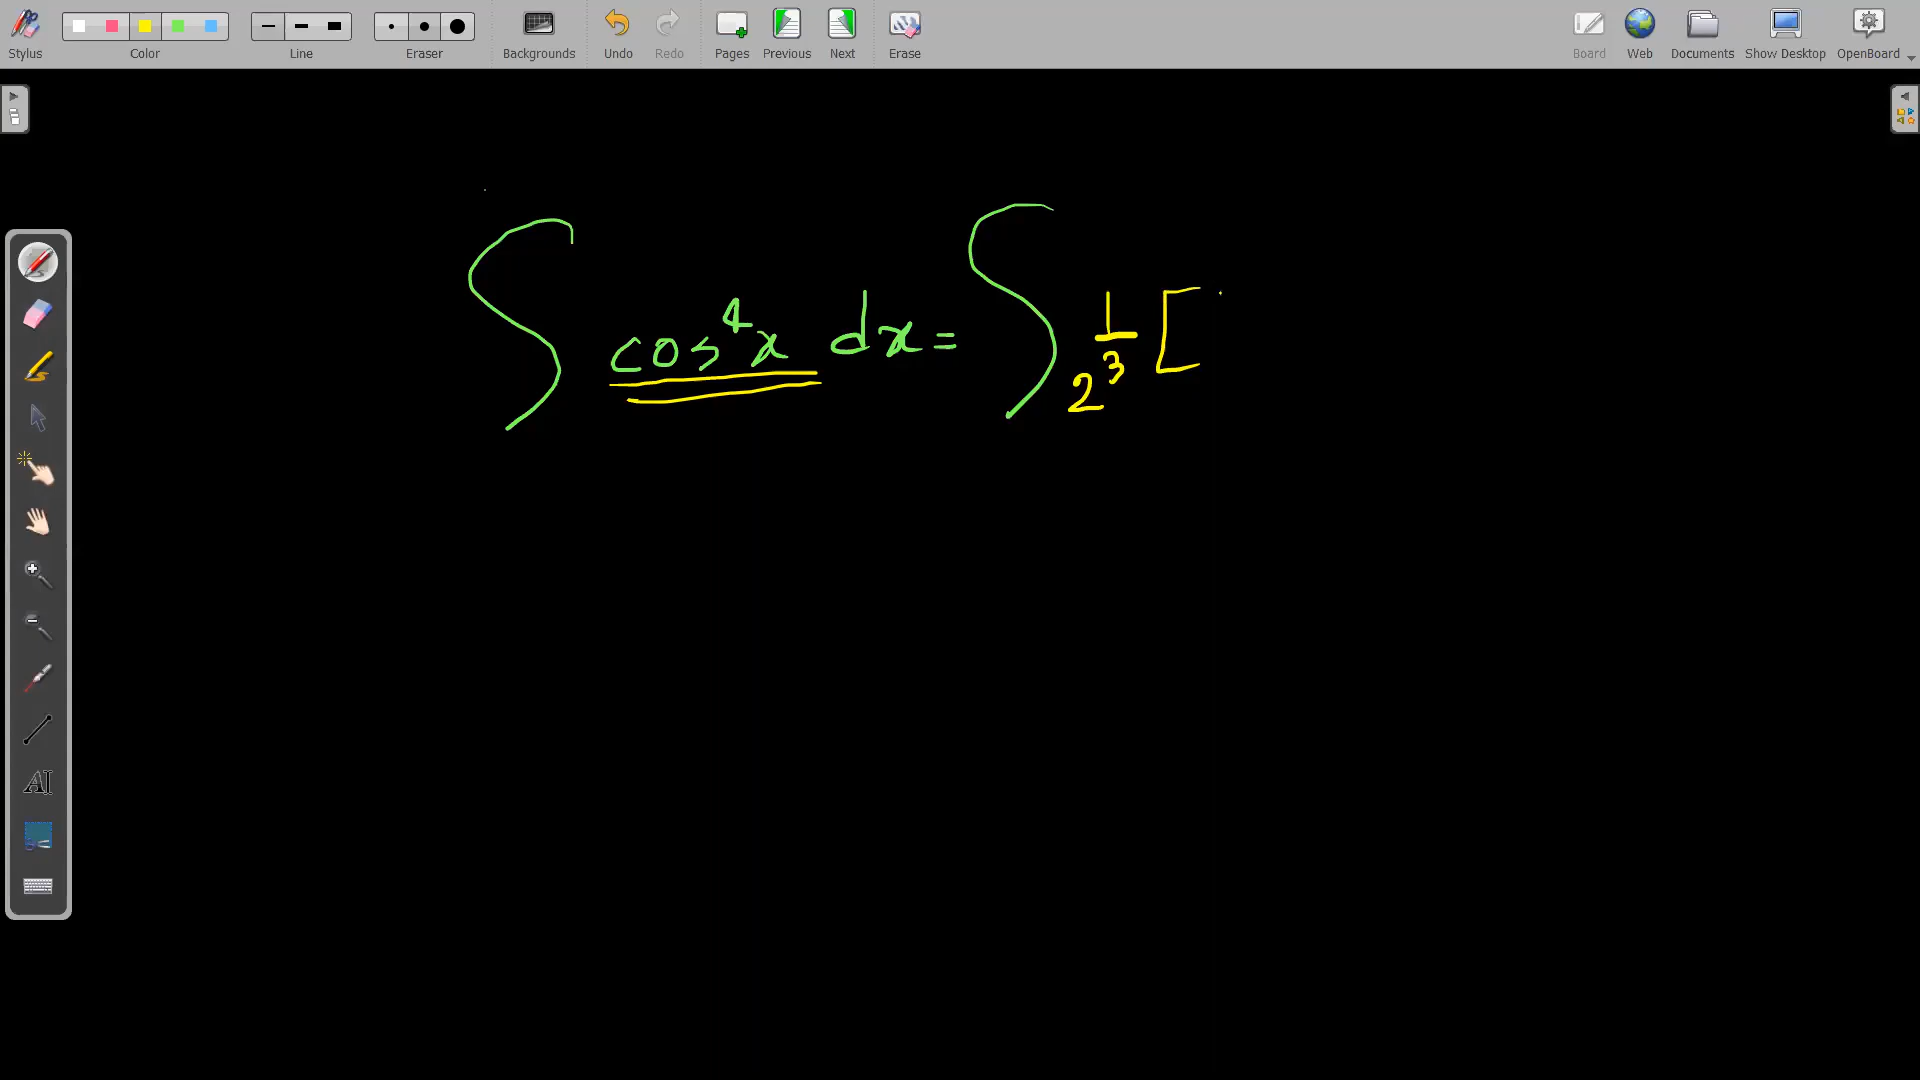 Stylus Color Line Eraser Backgrounds Undo Redo Pages Previous Next Erase Board Web Documents Show Desktop OpenBoard
∫ cos⁴x dx = ∫ 1/2³ [